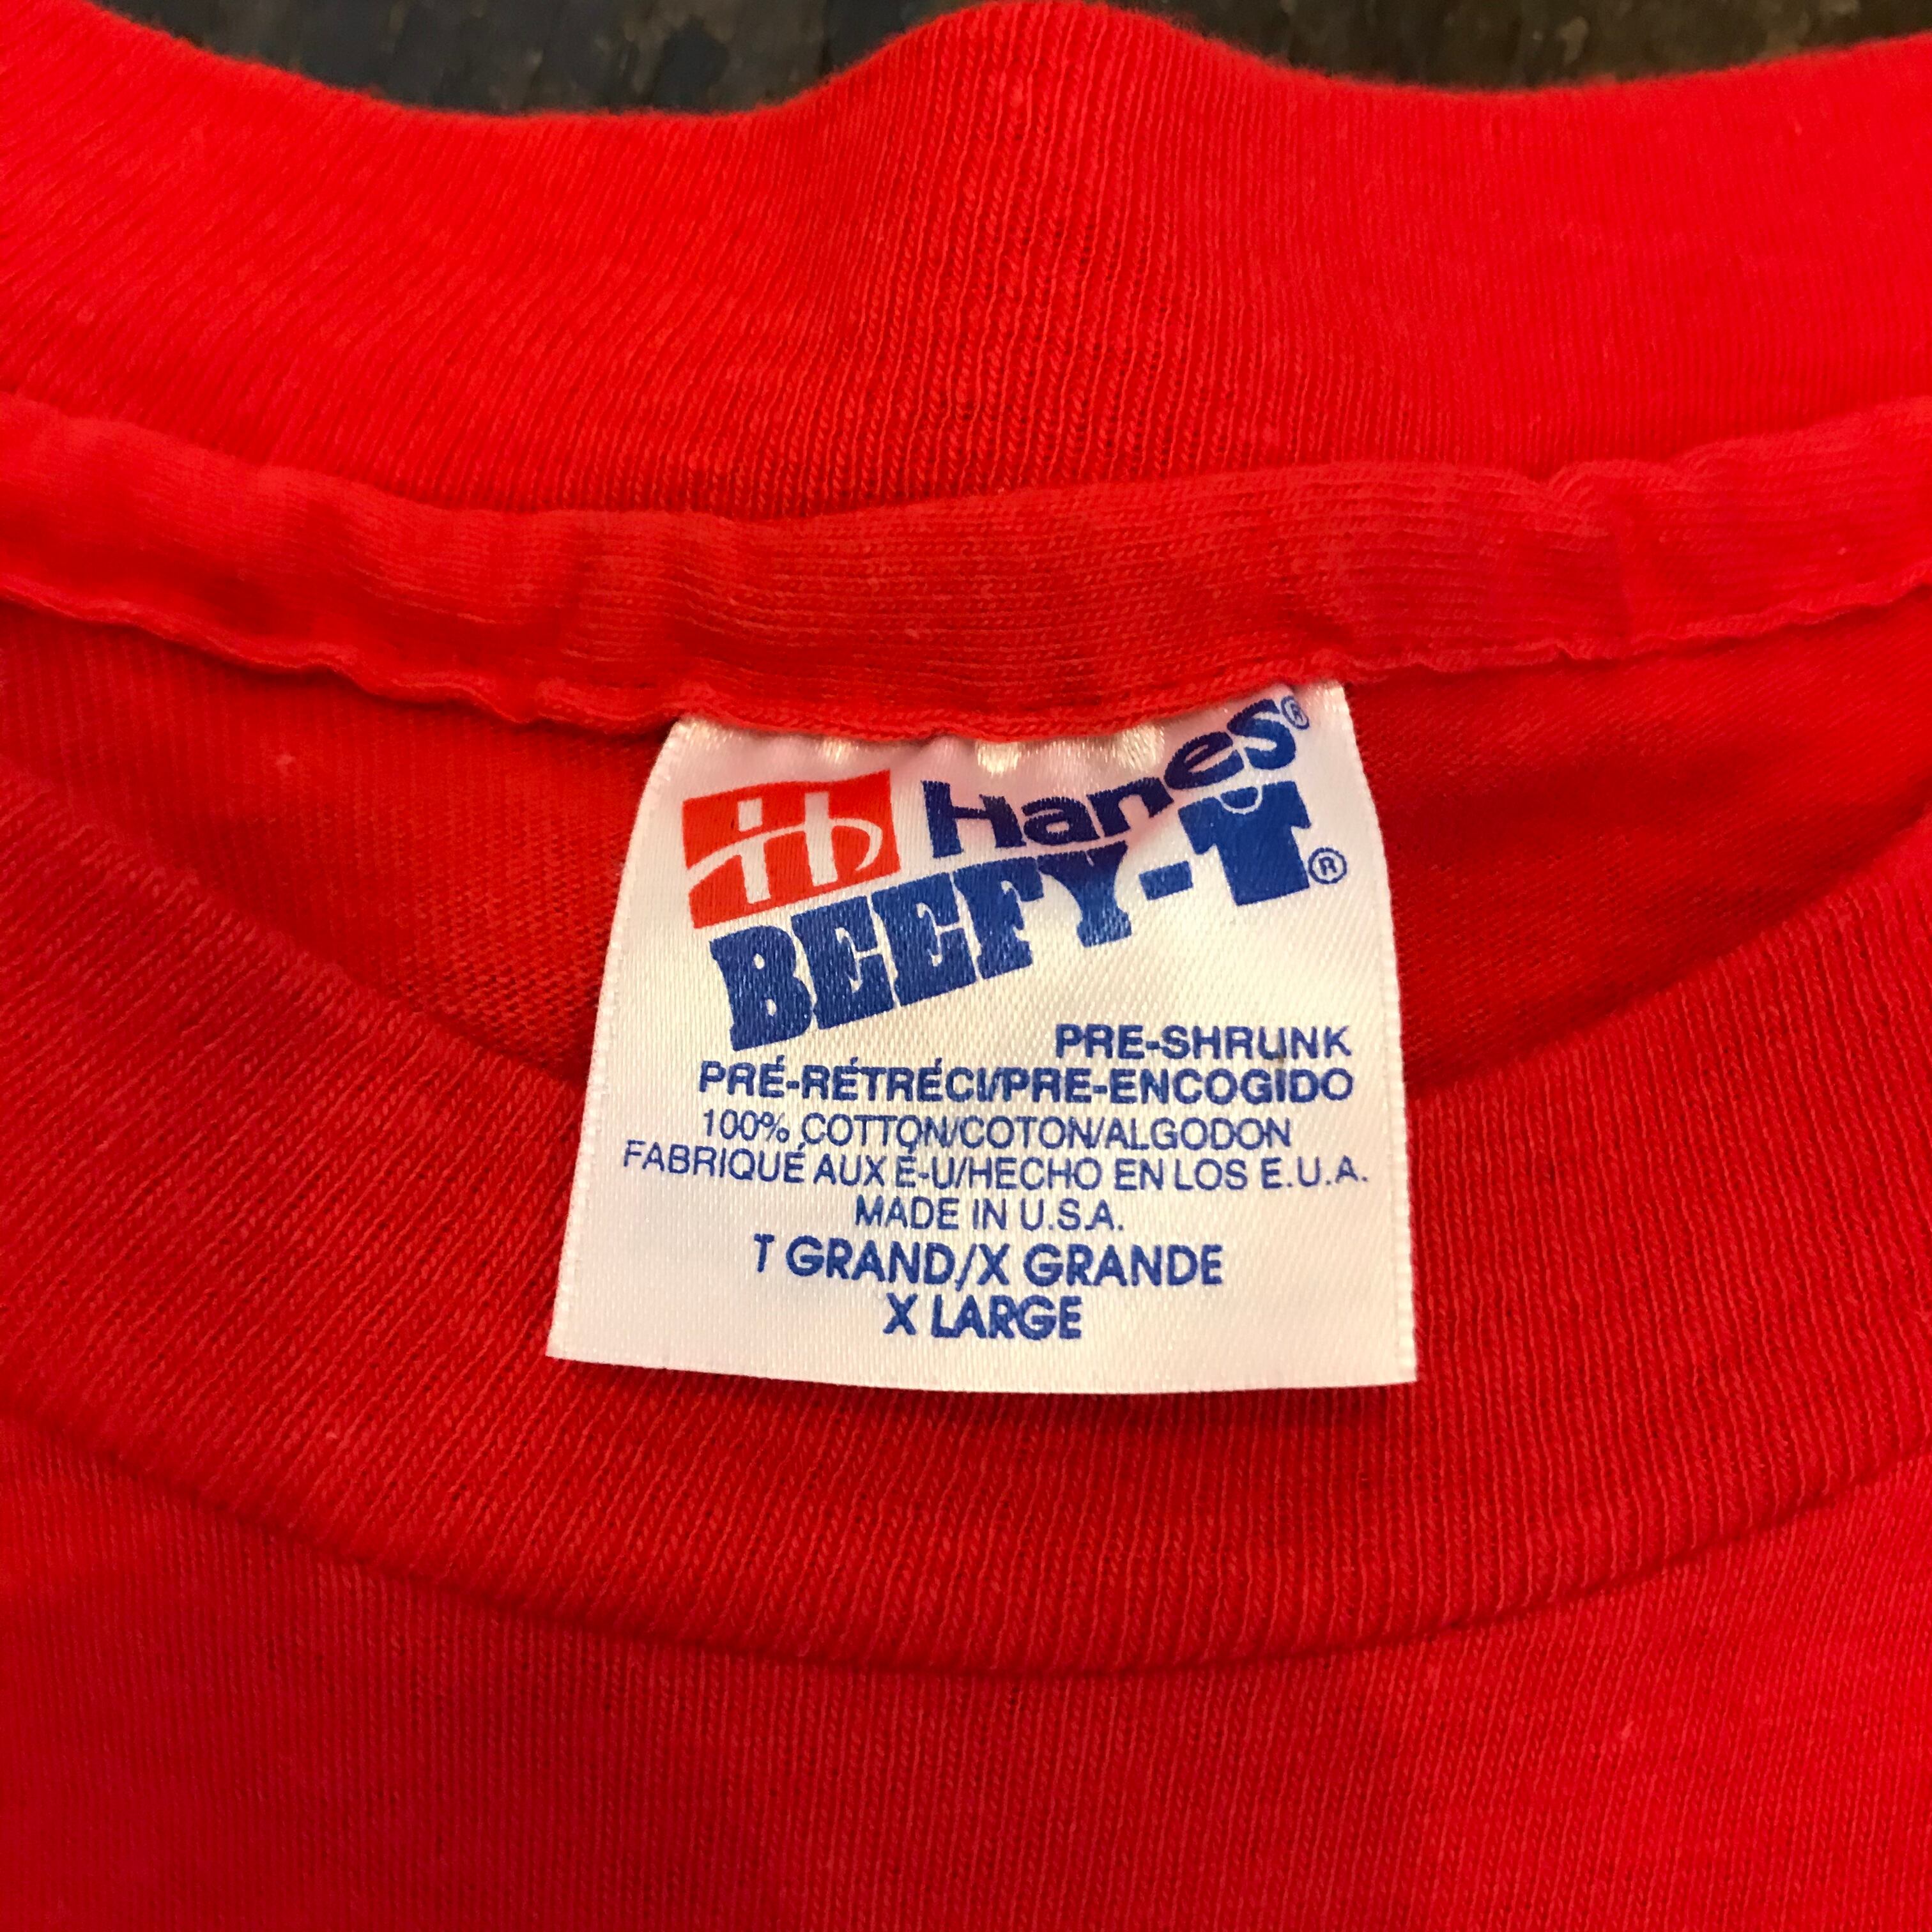 Hanes®
BEEFY-T®
PRE-SHRUNK
PRÉ-RÉTRÉCI/PRE-ENCOGIDO
100% COTTON/COTON/ALGODON
FABRIQUÉ AUX É-U/HECHO EN LOS E.U.A.
MADE IN U.S.A.
T GRAND/X GRANDE
X LARGE